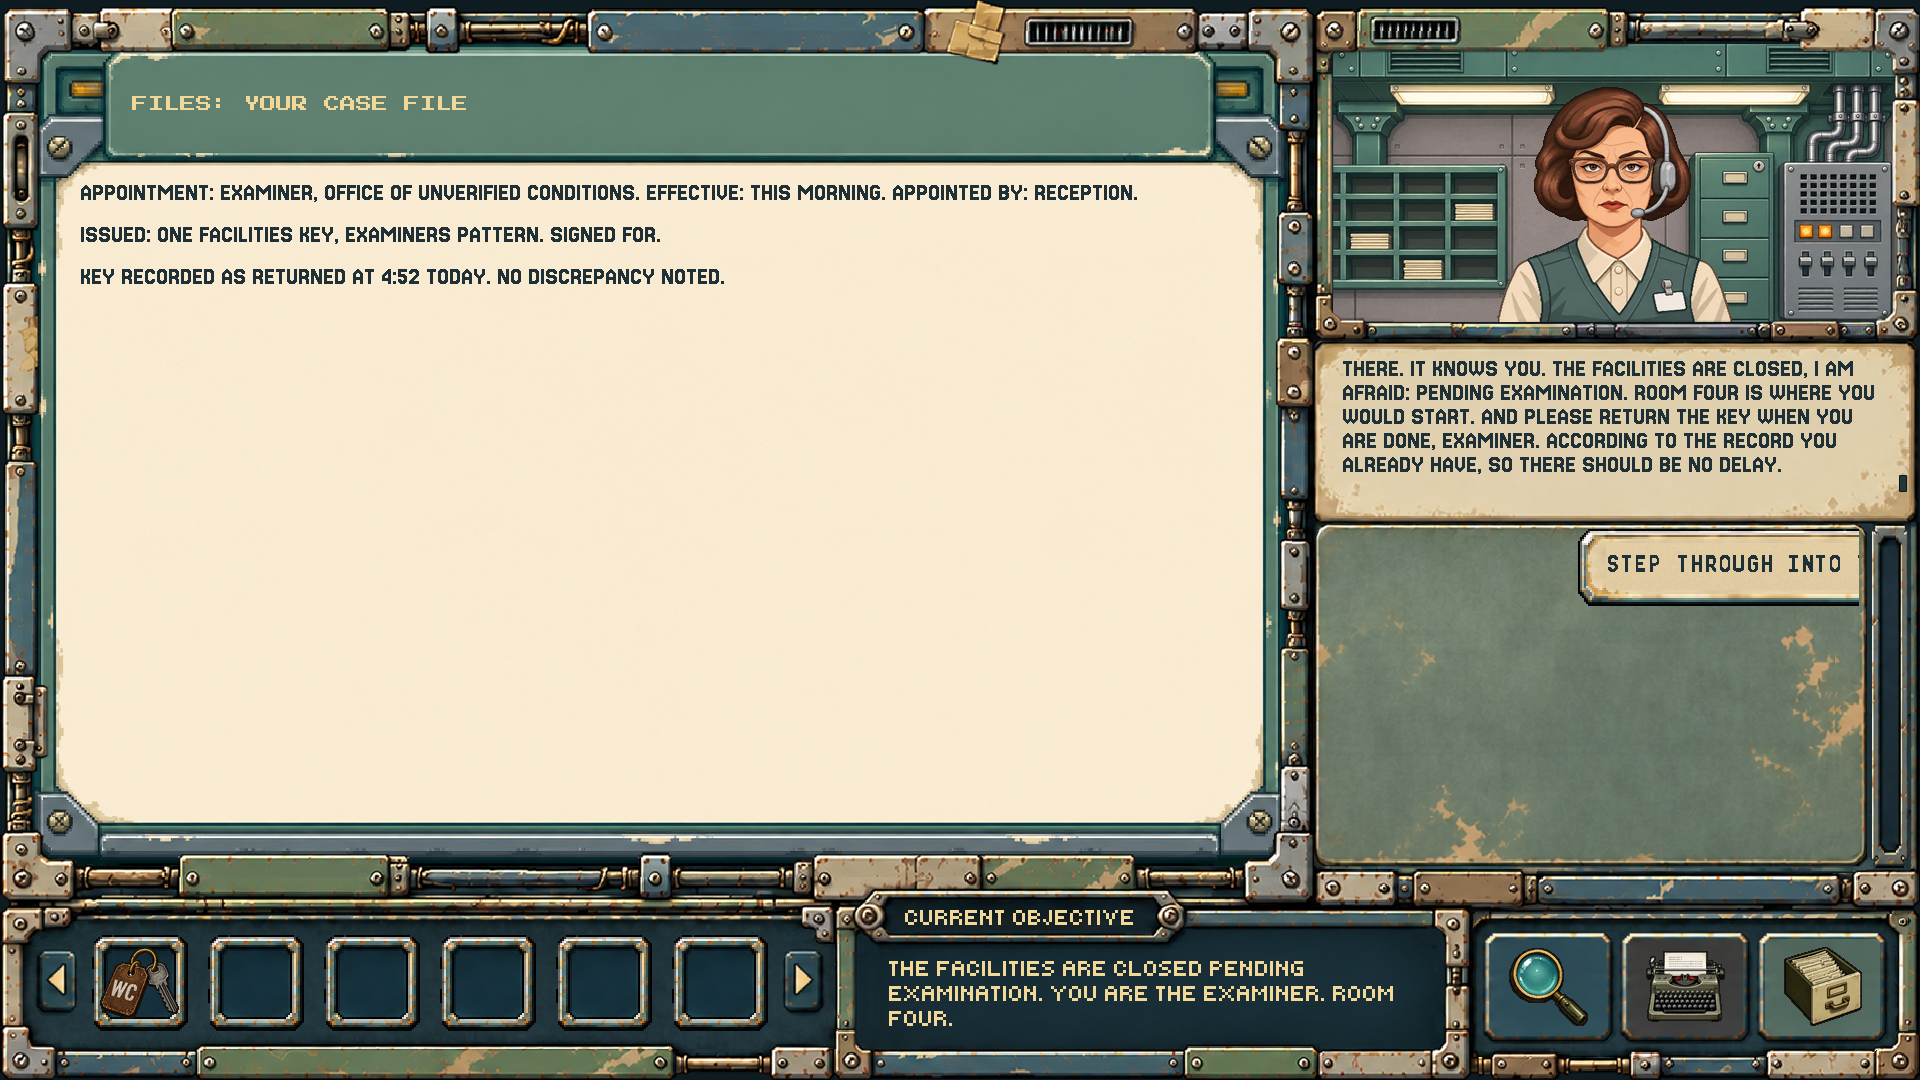 FILES: YOUR CASE FILE
APPOINTMENT: EXAMINER, OFFICE OF UNVERIFIED CONDITIONS. EFFECTIVE: THIS MORNING. APPOINTED BY: RECEPTION.
ISSUED: ONE FACILITIES KEY, EXAMINERS PATTERN. SIGNED FOR.
KEY RECORDED AS RETURNED AT 4:52 TODAY. NO DISCREPANCY NOTED.
THERE. IT KNOWS YOU. THE FACILITIES ARE CLOSED, I AM
AFRAID: PENDING EXAMINATION. ROOM FOUR IS WHERE YOU
WOULD START. AND PLEASE RETURN THE KEY WHEN YOU
ARE DONE, EXAMINER. ACCORDING TO THE RECORD YOU
ALREADY HAVE, SO THERE SHOULD BE NO DELAY.
STEP THROUGH INTO
WC
CURRENT OBJECTIVE
THE FACILITIES ARE CLOSED PENDING
EXAMINATION. YOU ARE THE EXAMINER. ROOM
FOUR.